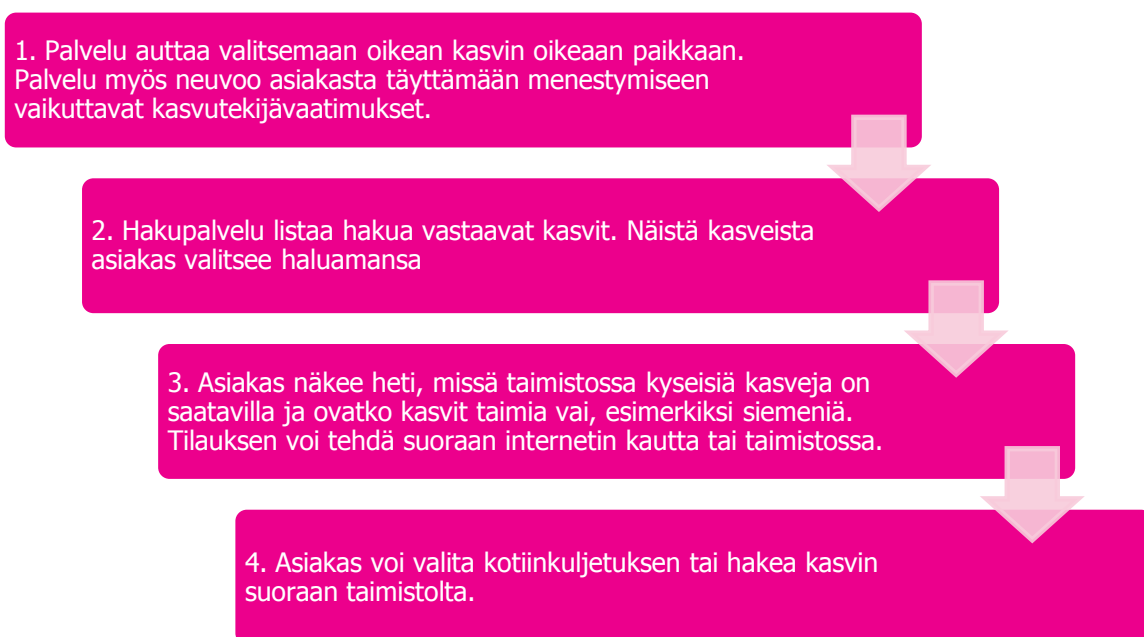 1. Palvelu auttaa valitsemaan oikean kasvin oikeaan paikkaan.
Palvelu myös neuvoo asiakasta täyttämään menestymiseen
vaikuttavat kasvutekijävaatimukset.
2. Hakupalvelu listaa hakua vastaavat kasvit. Näistä kasveista
asiakas valitsee haluamansa
3. Asiakas näkee heti, missä taimistossa kyseisiä kasveja on
saatavilla ja ovatko kasvit taimia vai, esimerkiksi siemeniä.
Tilauksen voi tehdä suoraan internetin kautta tai taimistossa.
4. Asiakas voi valita kotiinkuljetuksen tai hakea kasvin
suoraan taimistolta.